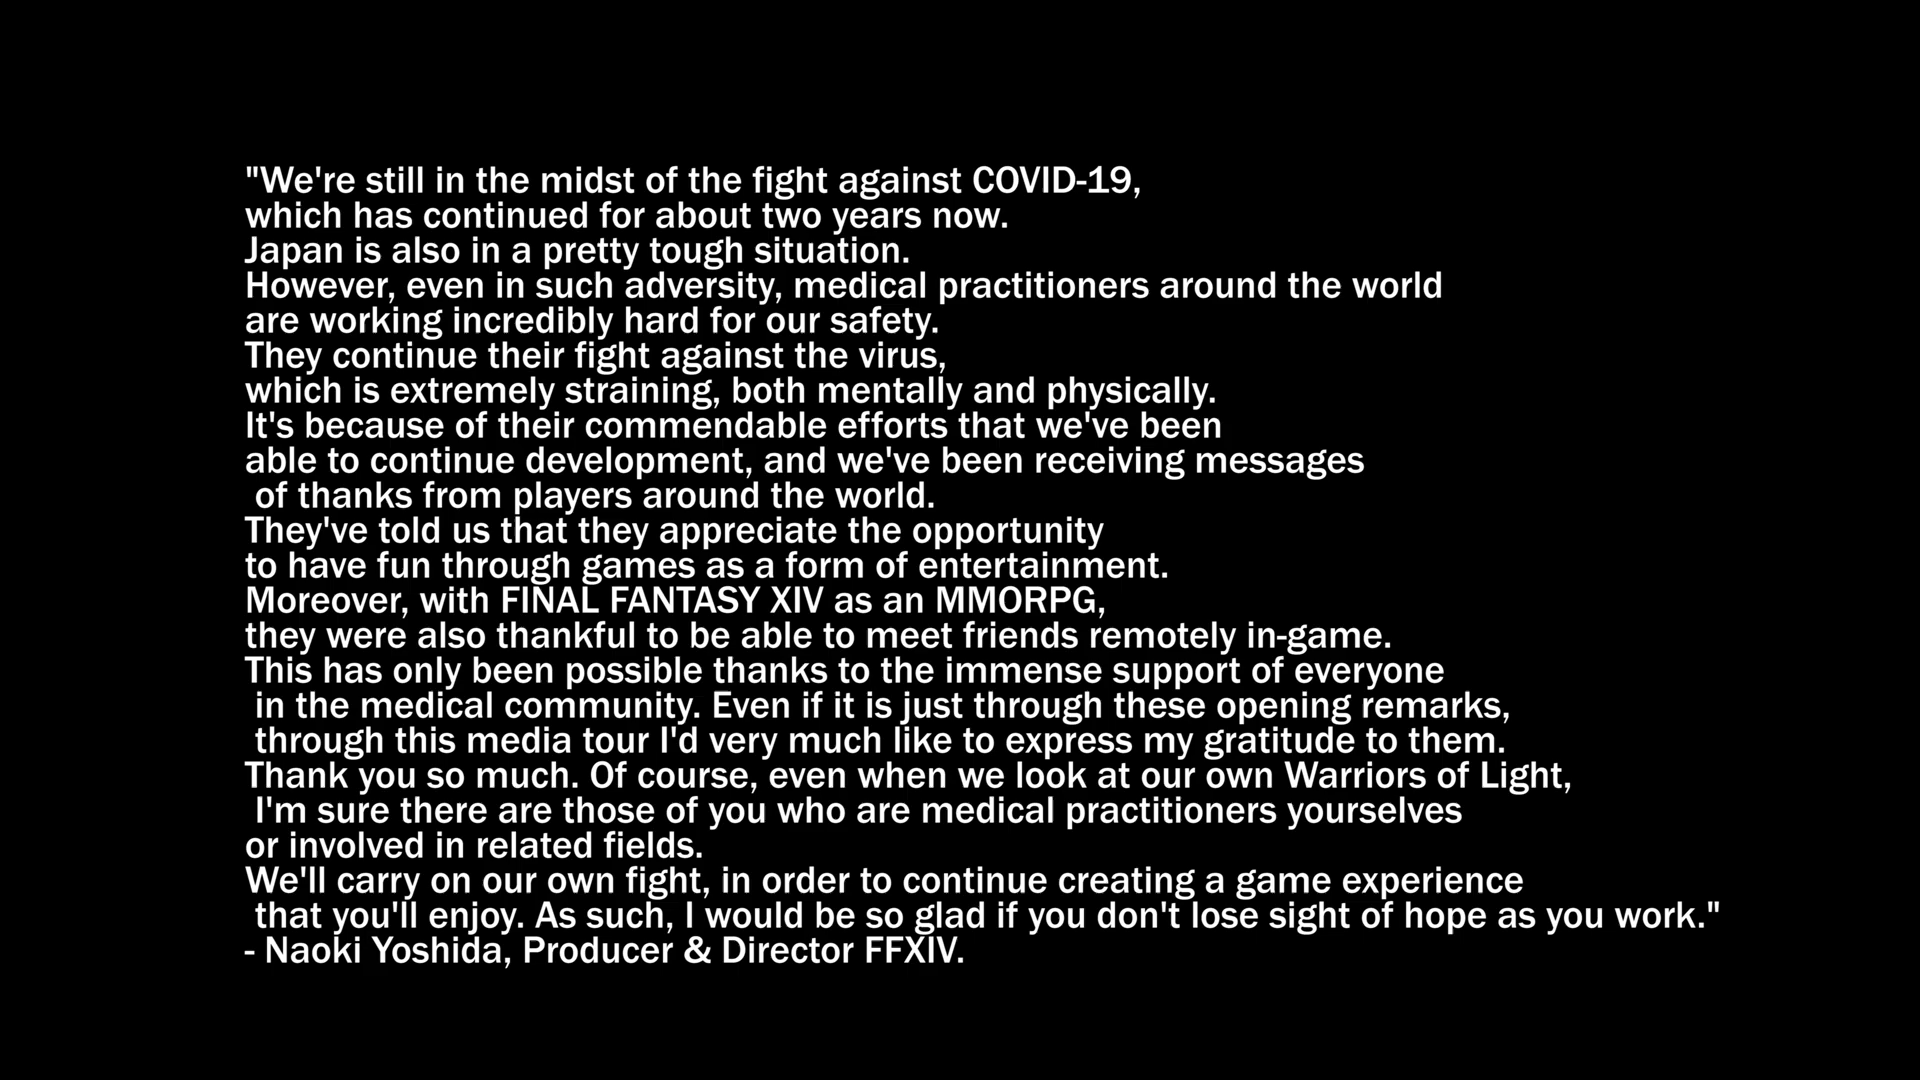 "We're still in the midst of the fight against COVID-19,
which has continued for about two years now.
Japan is also in a pretty tough situation.
However, even in such adversity, medical practitioners around the world
are working incredibly hard for our safety.
They continue their fight against the virus,
which is extremely straining, both mentally and physically.
It's because of their commendable efforts that we've been
able to continue development, and we've been receiving messages
of thanks from players around the world.
They've told us that they appreciate the opportunity
to have fun through games as a form of entertainment.
Moreover, with FINAL FANTASY XIV as an MMORPG,
they were also thankful to be able to meet friends remotely in-game.
This has only been possible thanks to the immense support of everyone
in the medical community. Even if it is just through these opening remarks,
through this media tour I'd very much like to express my gratitude to them.
Thank you so much. Of course, even when we look at our own Warriors of Light,
I'm sure there are those of you who are medical practitioners yourselves
or involved in related fields.
We'll carry on our own fight, in order to continue creating a game experience
that you'll enjoy. As such, I would be so glad if you don't lose sight of hope as you work."
- Naoki Yoshida, Producer & Director FFXIV.